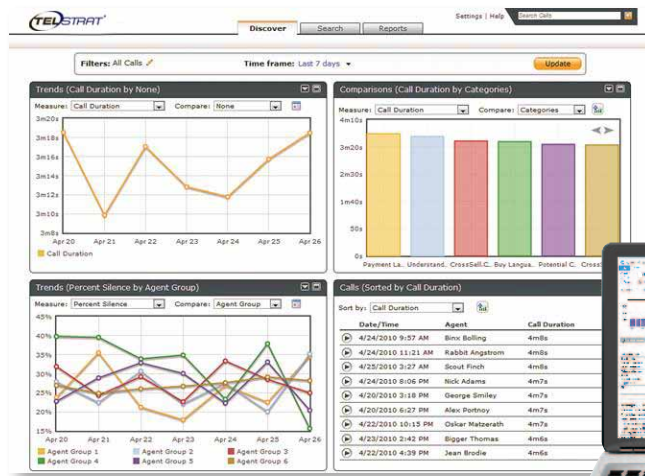 TELSTRAT
Settings | Help
Search Calls
Discover
Search
Reports
Filters: All Calls
Time frame: Last 7 days
Update
Trends (Call Duration by None)
Measure: Call Duration
Compare: None
3m20s
3m18s
3m16s
3m14s
3m12s
3m10s
3m8s
Apr 20 Apr 21 Apr 22 Apr 23 Apr 24 Apr 25 Apr 26
Call Duration
Comparisons (Call Duration by Categories)
Measure: Call Duration
Compare: Categories
4m10s
3m20s
2m30s
1m40s
50s
0s
Payment La.. Understand.. CrossSell.C.. Buy Langua.. Potential C..
Trends (Percent Silence by Agent Group)
Measure: Percent Silence
Compare: Agent Group
45%
40%
35%
30%
25%
20%
15%
Apr 20 Apr 21 Apr 22 Apr 23 Apr 24 Apr 25 Apr 26
Agent Group 1 Agent Group 2 Agent Group 3
Agent Group 4 Agent Group 5 Agent Group 6
Calls (Sorted by Call Duration)
Sort by: Call Duration
Date/Time Agent Call Duration
4/24/2010 9:57 AM Binx Bolling 4m8s
4/24/2010 11:21 AM Rabbit Angstrom 4m8s
4/25/2010 3:27 AM Scout Finch 4m8s
4/24/2010 8:06 PM Nick Adams 4m7s
4/20/2010 3:18 PM George Smiley 4m7s
4/20/2010 6:27 PM Alex Portnoy 4m7s
4/22/2010 10:15 PM Oskar Matzerath 4m7s
4/23/2010 2:42 PM Bigger Thomas 4m6s
4/22/2010 4:39 PM Jean Brodie 4m6s